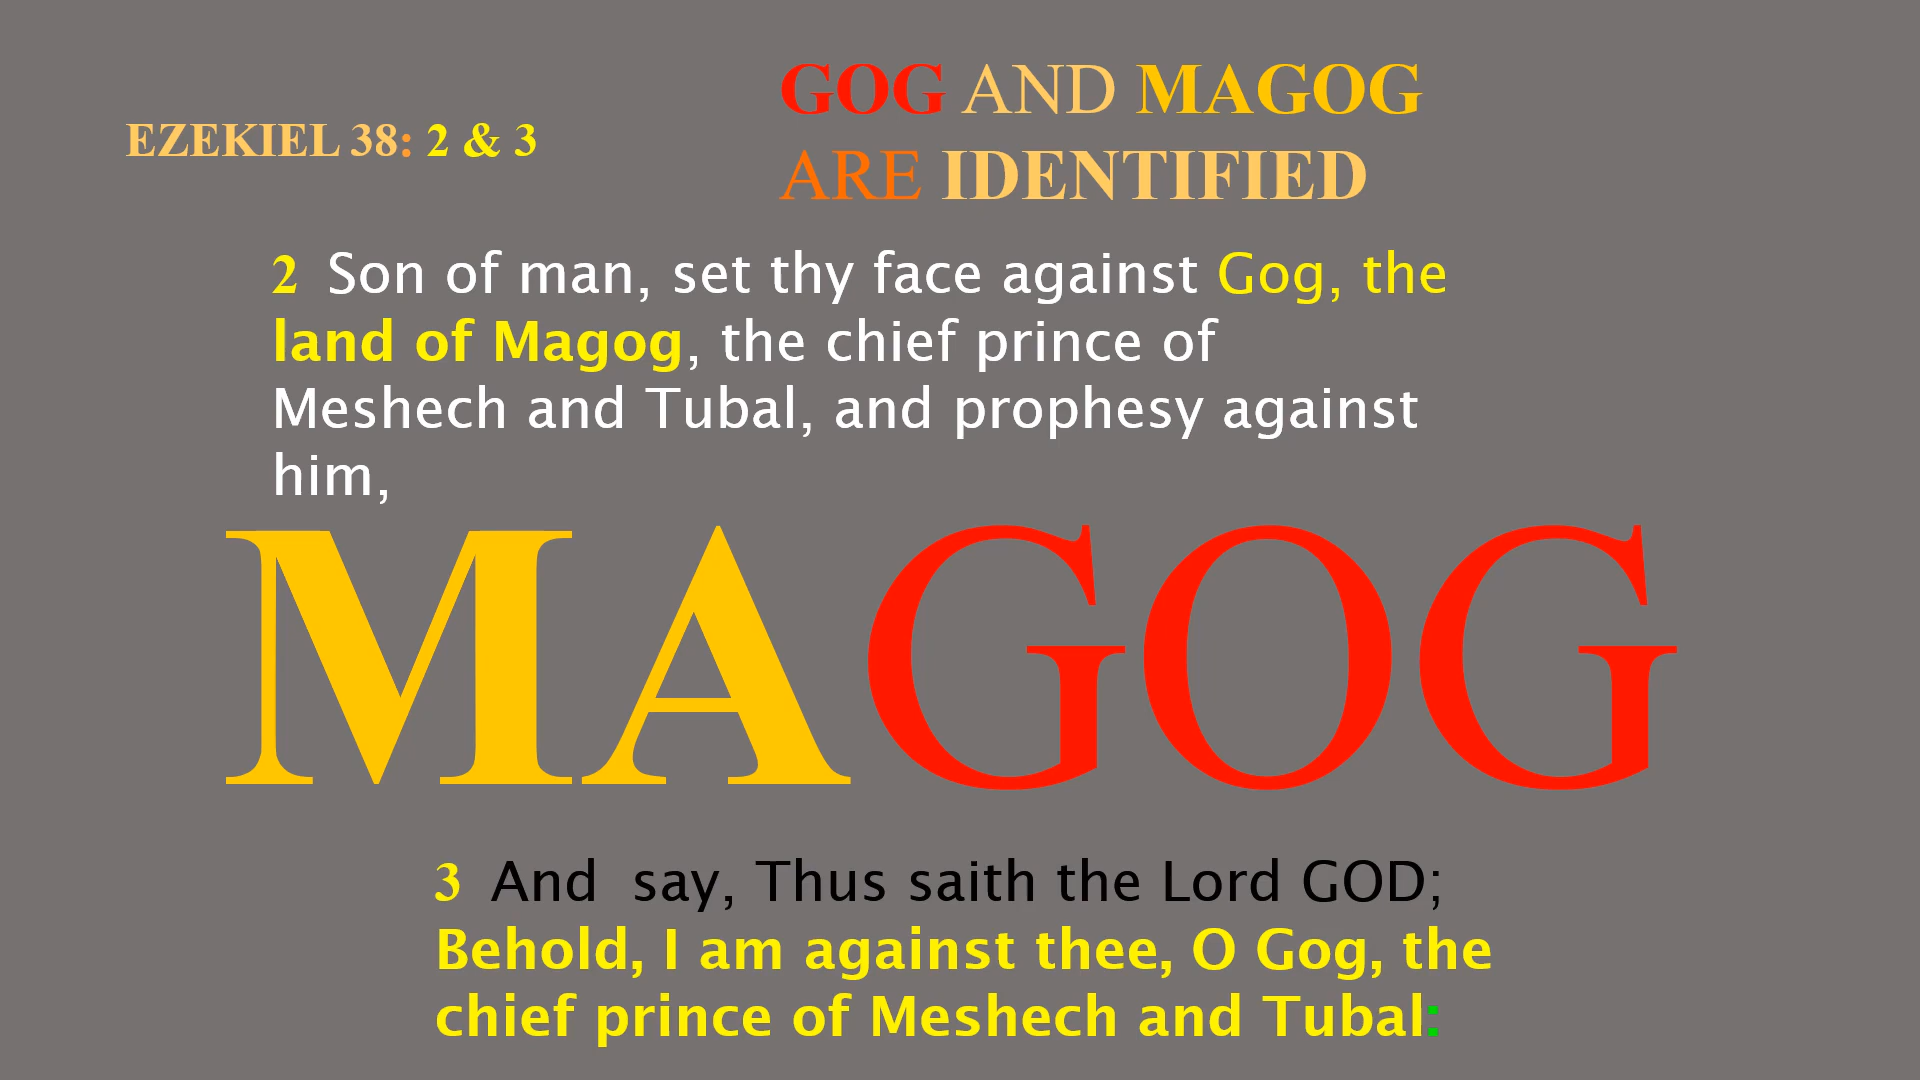 EZEKIEL 38: 2 & 3
GOG AND MAGOG
ARE IDENTIFIED
2 Son of man, set thy face against Gog, the
land of Magog, the chief prince of
Meshech and Tubal, and prophesy against
him,
MAGOG
3 And say, Thus saith the Lord GOD;
Behold, I am against thee, O Gog, the
chief prince of Meshech and Tubal: